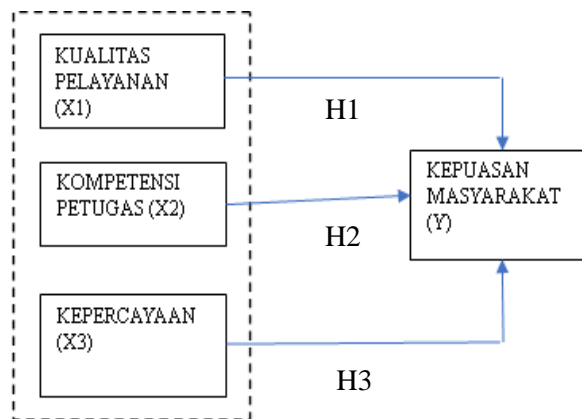 KUALITAS
PELAYANAN
(X1)
H1
KOMPETENSI
PETUGAS (X2)
H2
KEPUASAN
MASYARAKAT
(Y)
KEPERCAYAAN
(X3)
H3